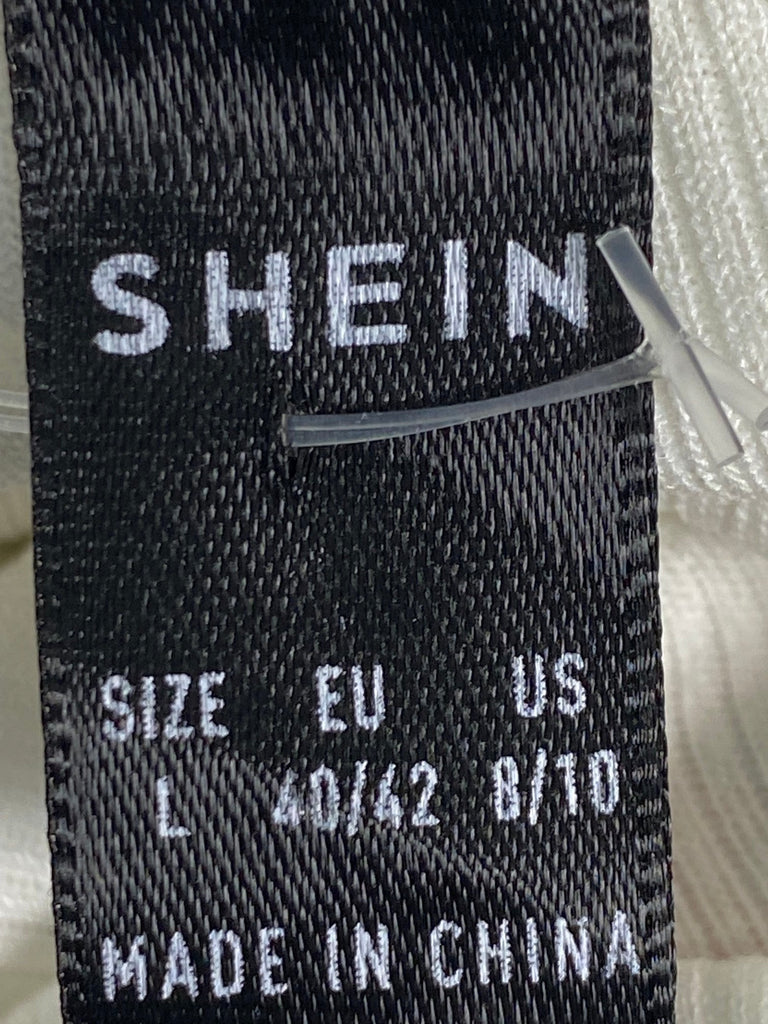 SHEIN
SIZE EU US
L 40/42 8/10
MADE IN CHINA